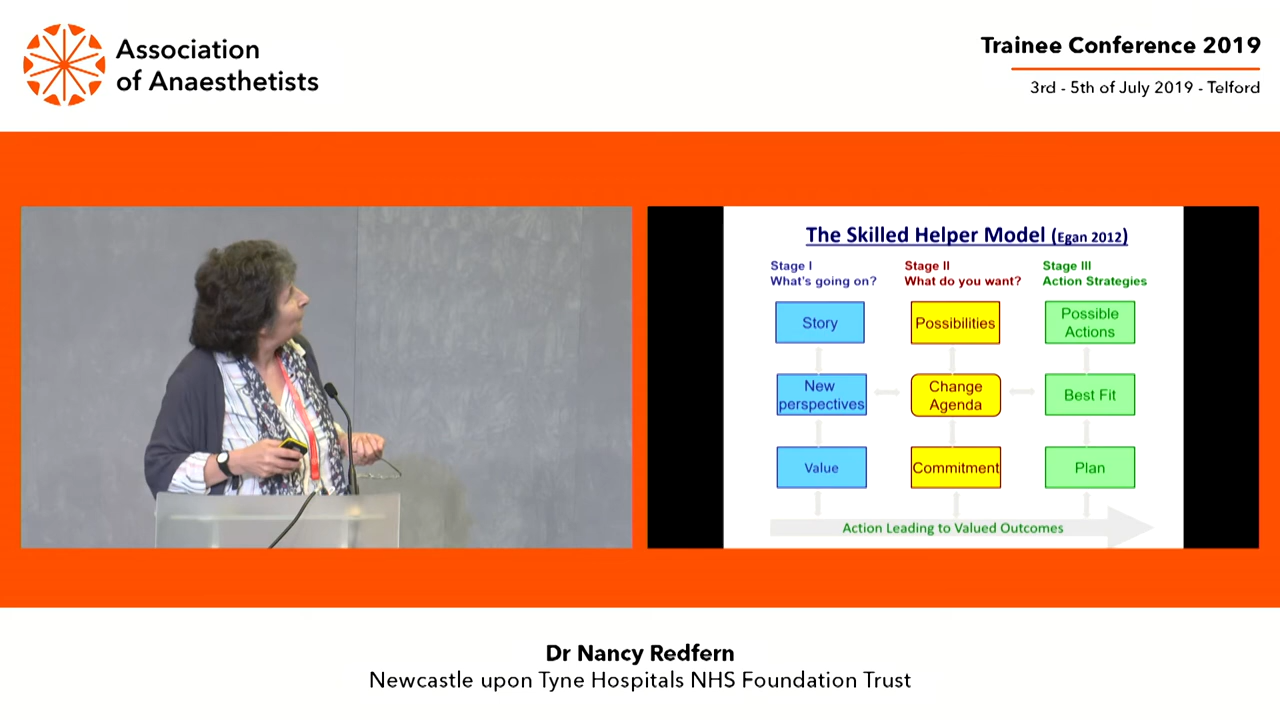 Association
of Anaesthetists
Trainee Conference 2019
3rd - 5th of July 2019 - Telford
The Skilled Helper Model (Egan 2012)
Stage I
What's going on?
Stage II
What do you want?
Stage III
Action Strategies
Story
Possibilities
Possible
Actions
New
perspectives
Change
Agenda
Best Fit
Value
Commitment
Plan
Action Leading to Valued Outcomes
Dr Nancy Redfern
Newcastle upon Tyne Hospitals NHS Foundation Trust